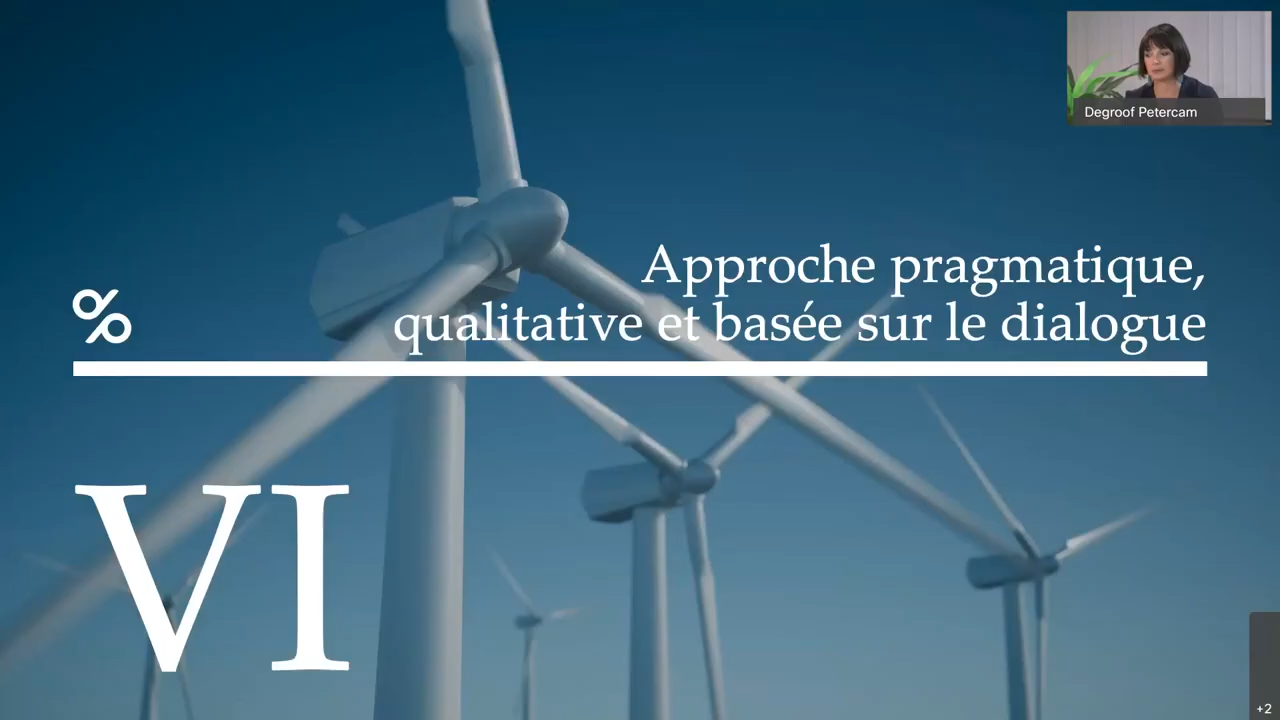 Degroof Petercam
Approche pragmatique,
qualitative et basée sur le dialogue
VI
+2